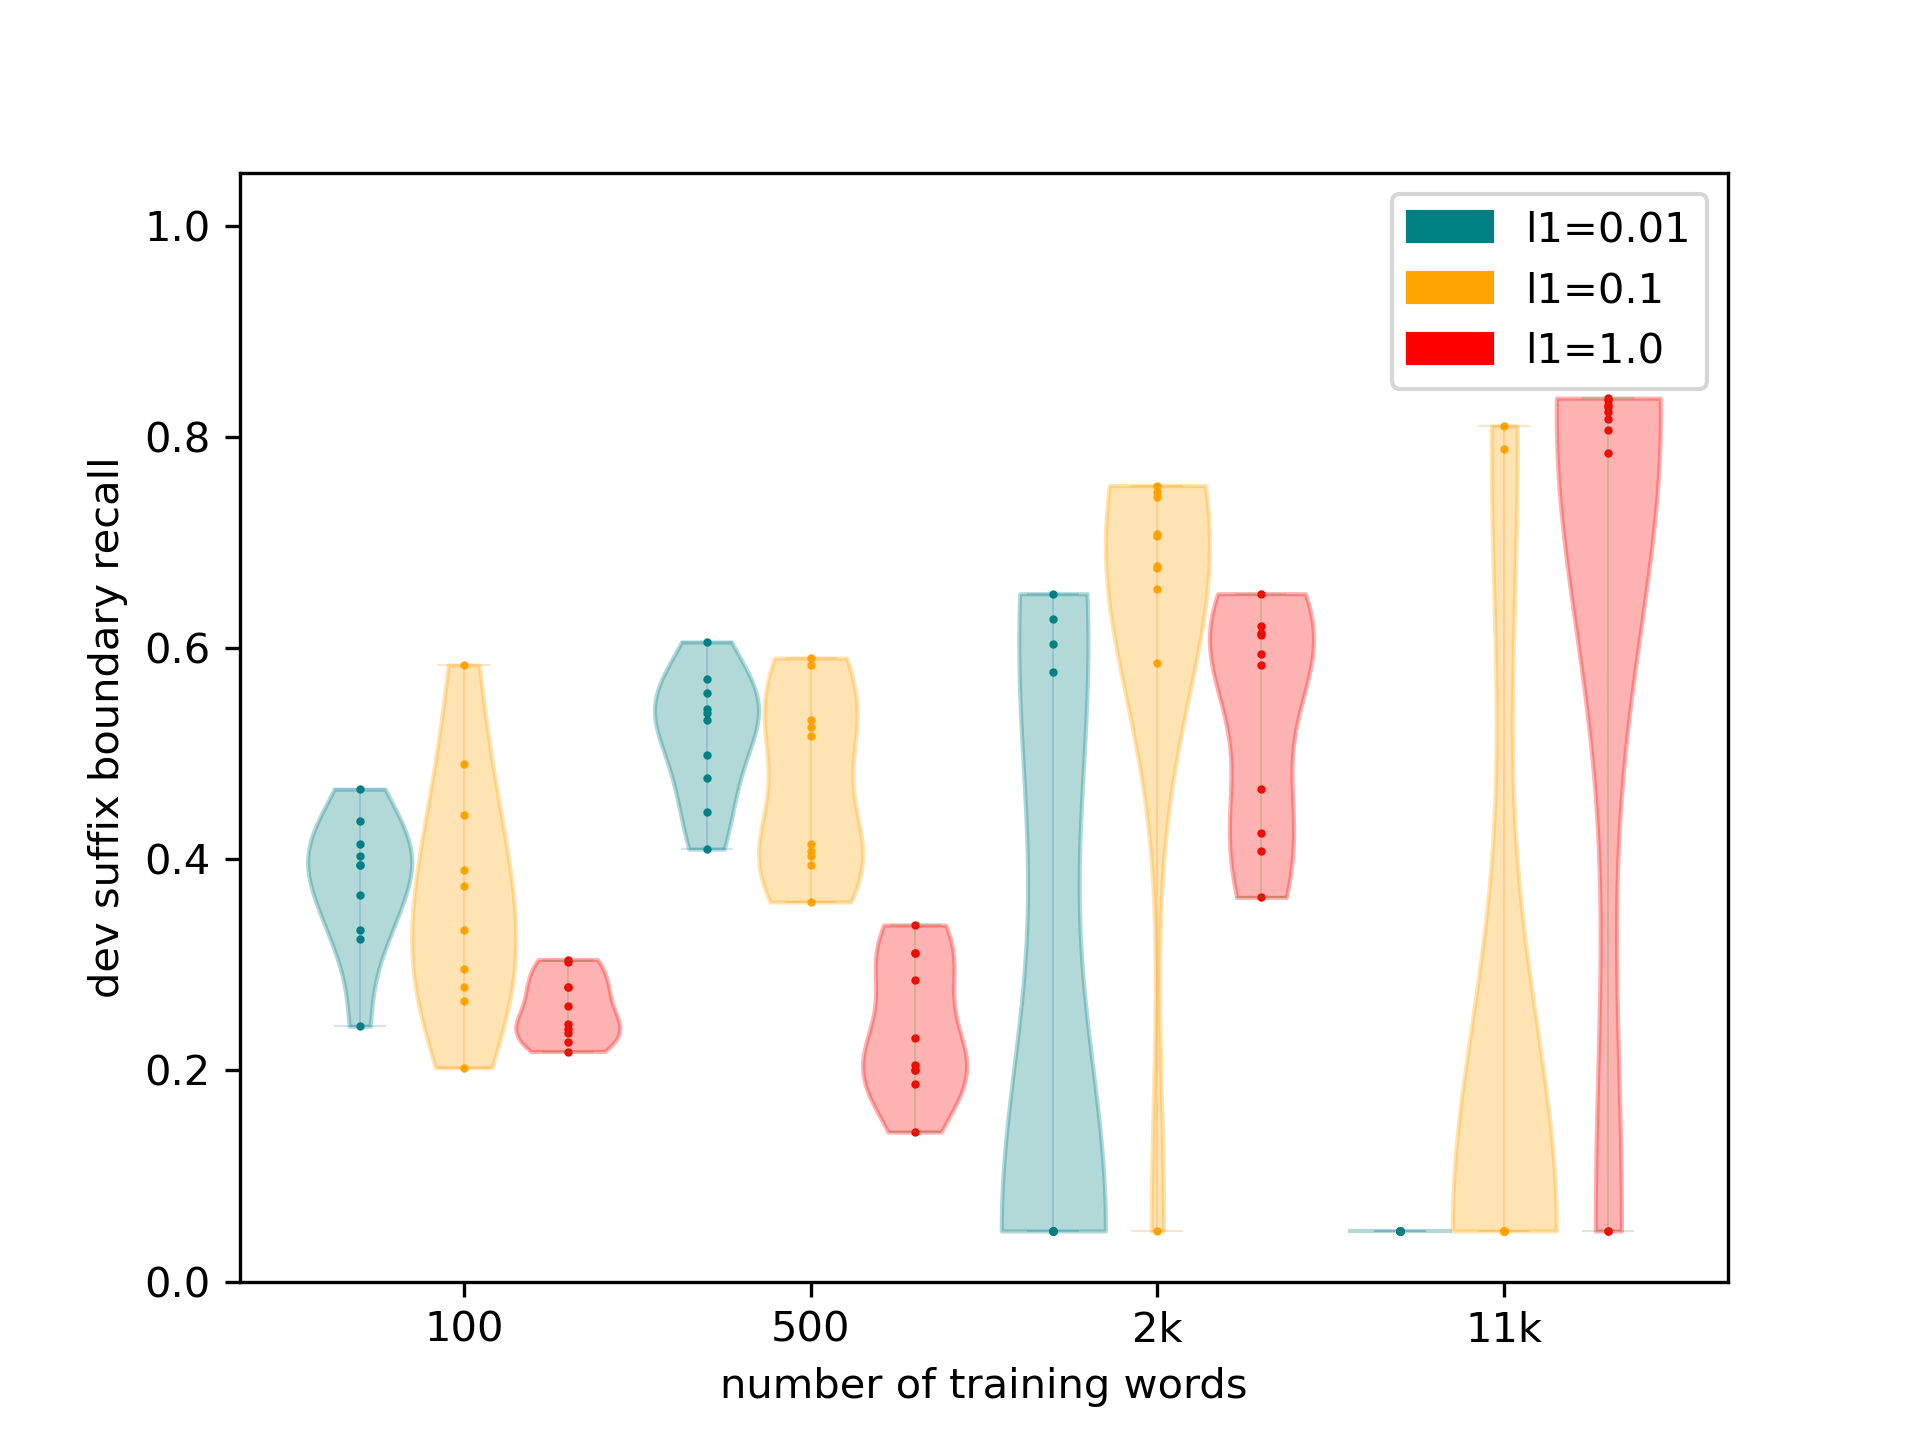 l1=0.01
l1=0.1
l1=1.0
dev suffix boundary recall
1.0
0.8
0.6
0.4
0.2
0.0
100 500 2k 11k
number of training words